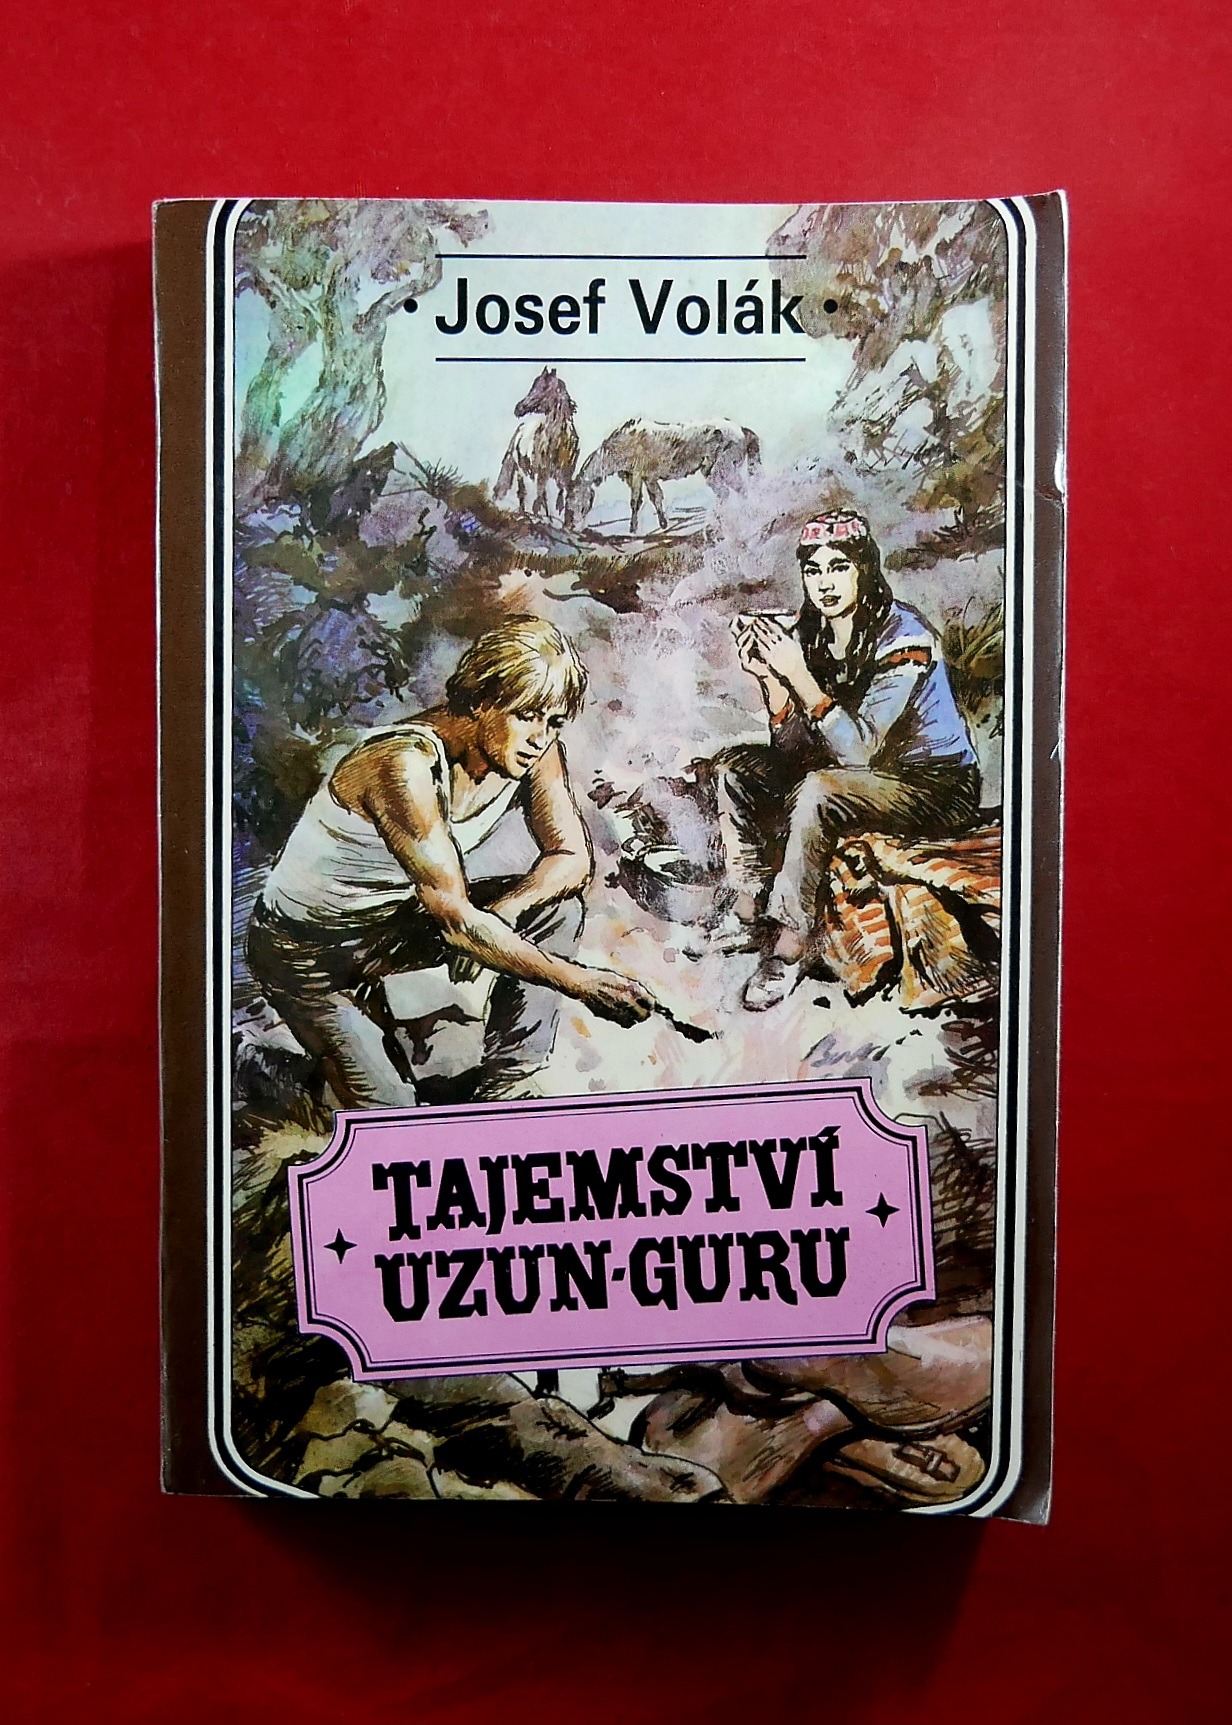 Josef Volák
TAJEMSTVÍ
UZUN-GURU